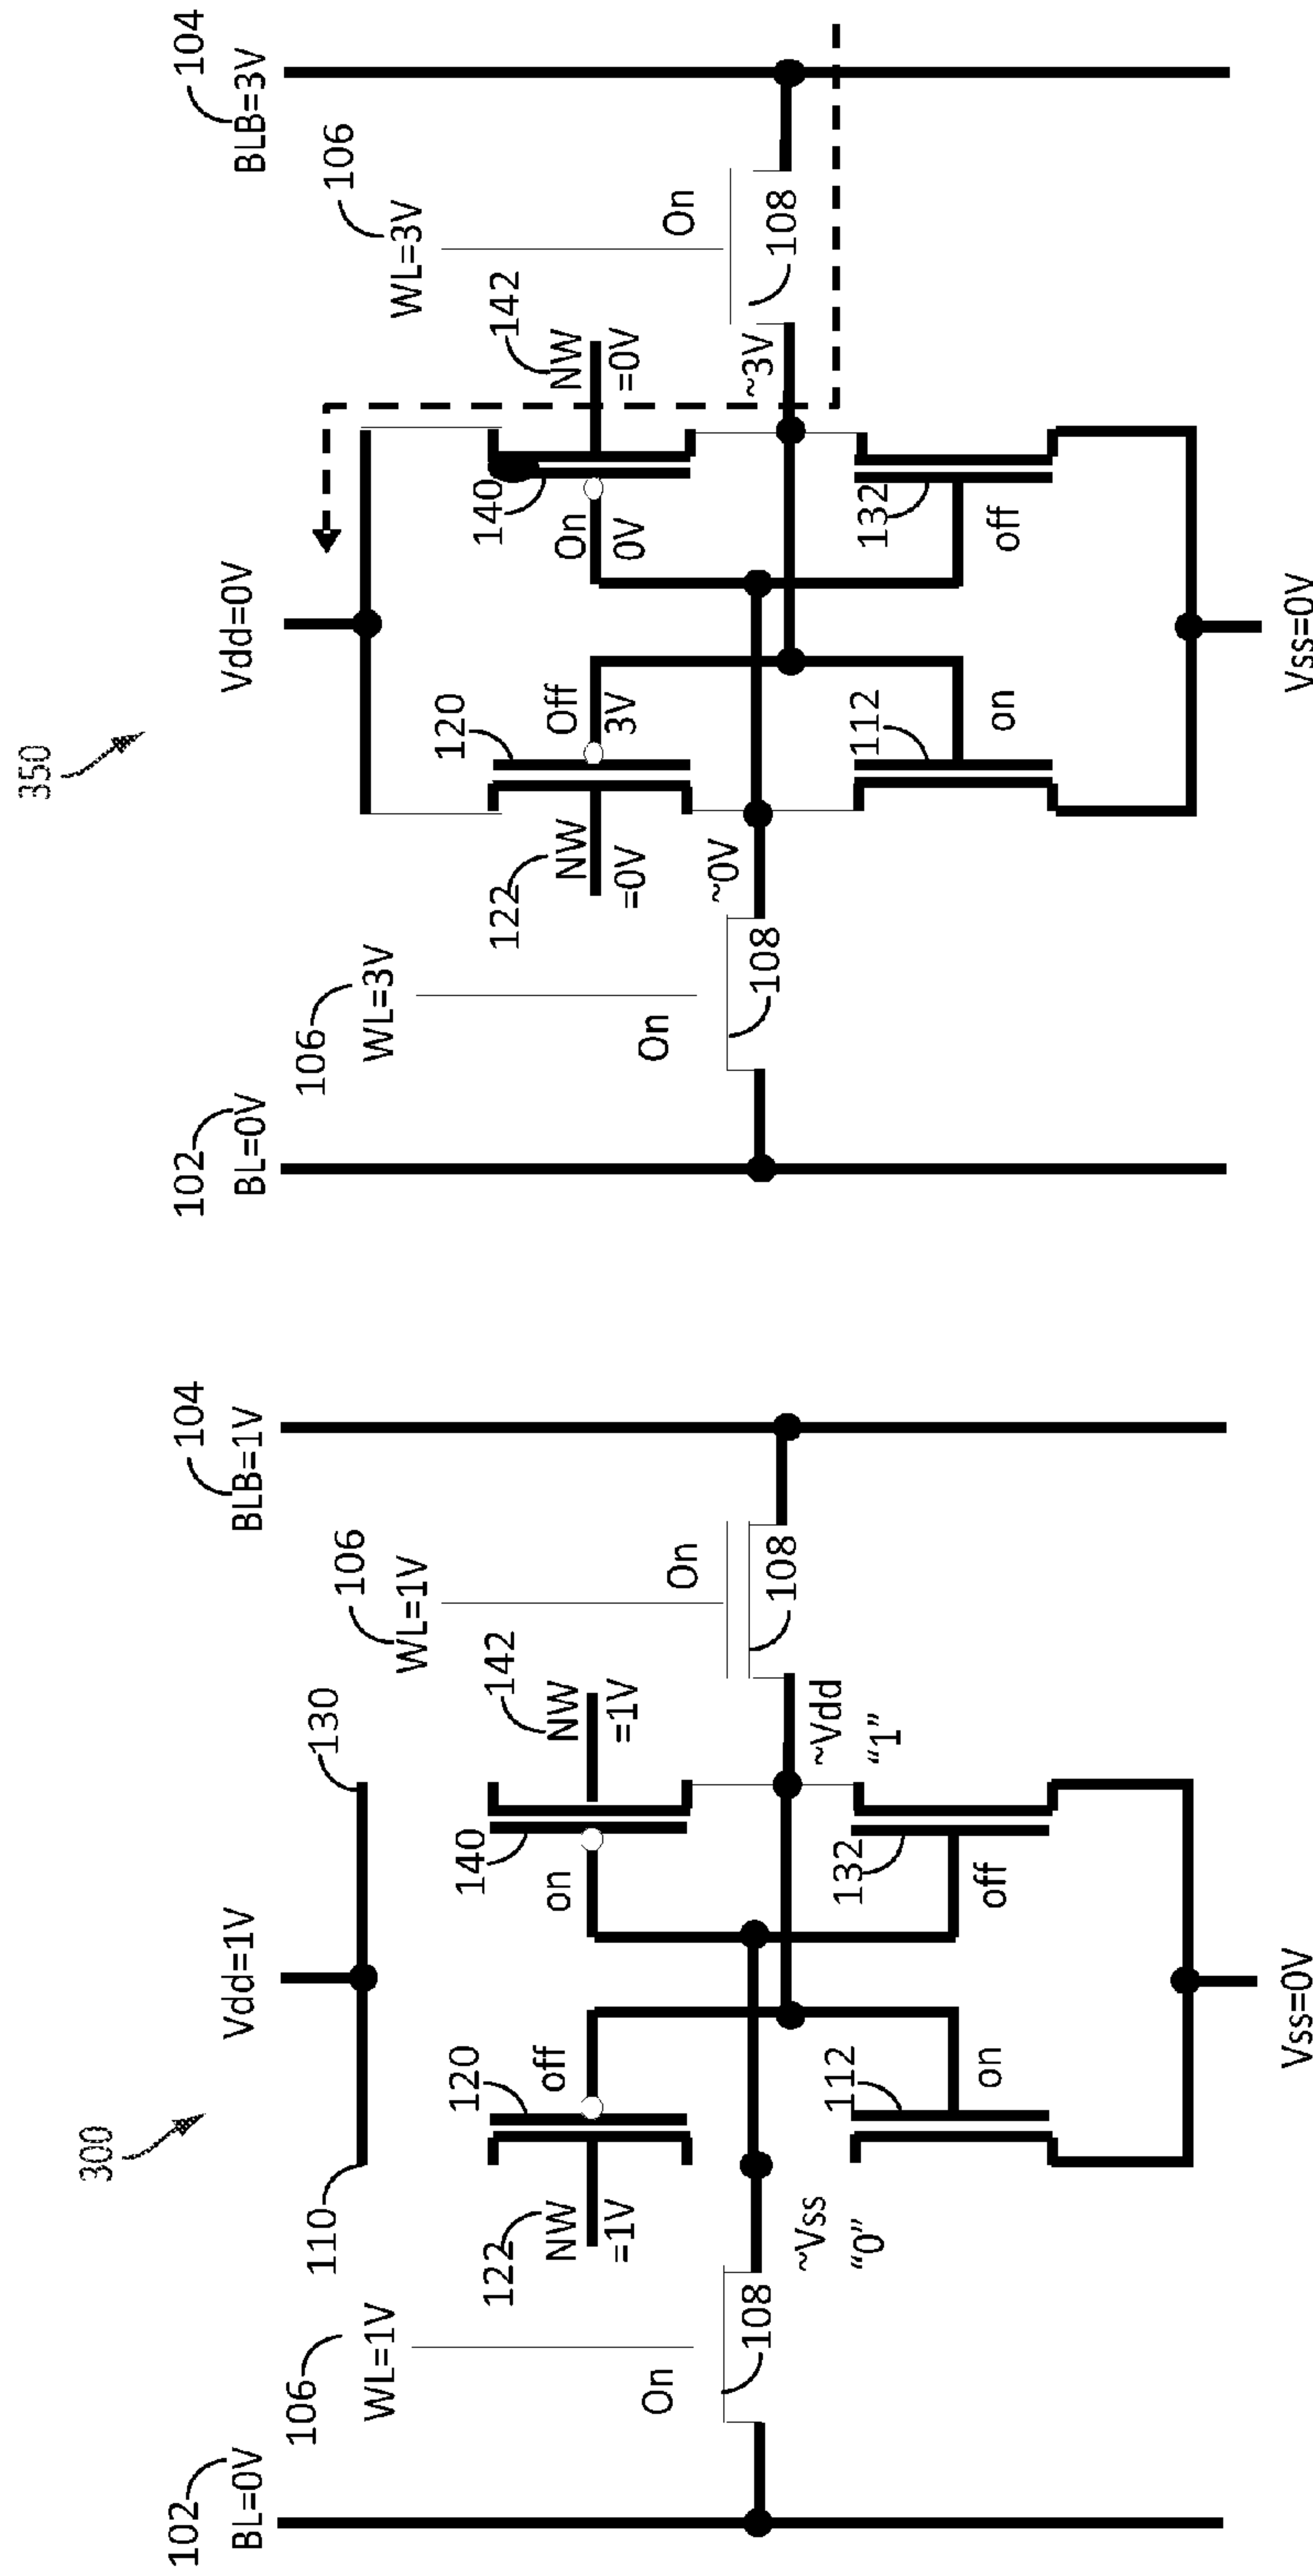 300
102
BL=0V
106
WL=1V
110
Vdd=1V
130
106
WL=1V
104
BLB=1V
122
NW
=1V
120
off
140
on
142
NW
=1V
On
108
On
108
~Vss
"0"
~Vdd
"1"
112
on
132
off
Vss=0V
350
102
BL=0V
106
WL=3V
Vdd=0V
106
WL=3V
104
BLB=3V
122
NW
=0V
120
Off
3V
140
On
0V
142
NW
=0V
On
108
On
108
~0V
~3V
112
on
132
off
Vss=0V